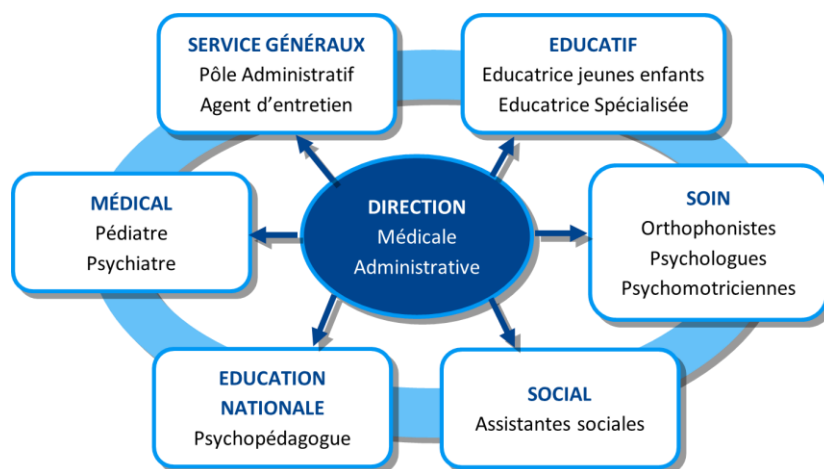 SERVICE GÉNÉRAUX
Pôle Administratif
Agent d’entretien
EDUCATIF
Educatrice jeunes enfants
Educatrice Spécialisée
MÉDICAL
Pédiatre
Psychiatre
DIRECTION
Médicale
Administrative
SOIN
Orthophonistes
Psychologues
Psychomotriciennes
EDUCATION
NATIONALE
Psychopédagogue
SOCIAL
Assistantes sociales